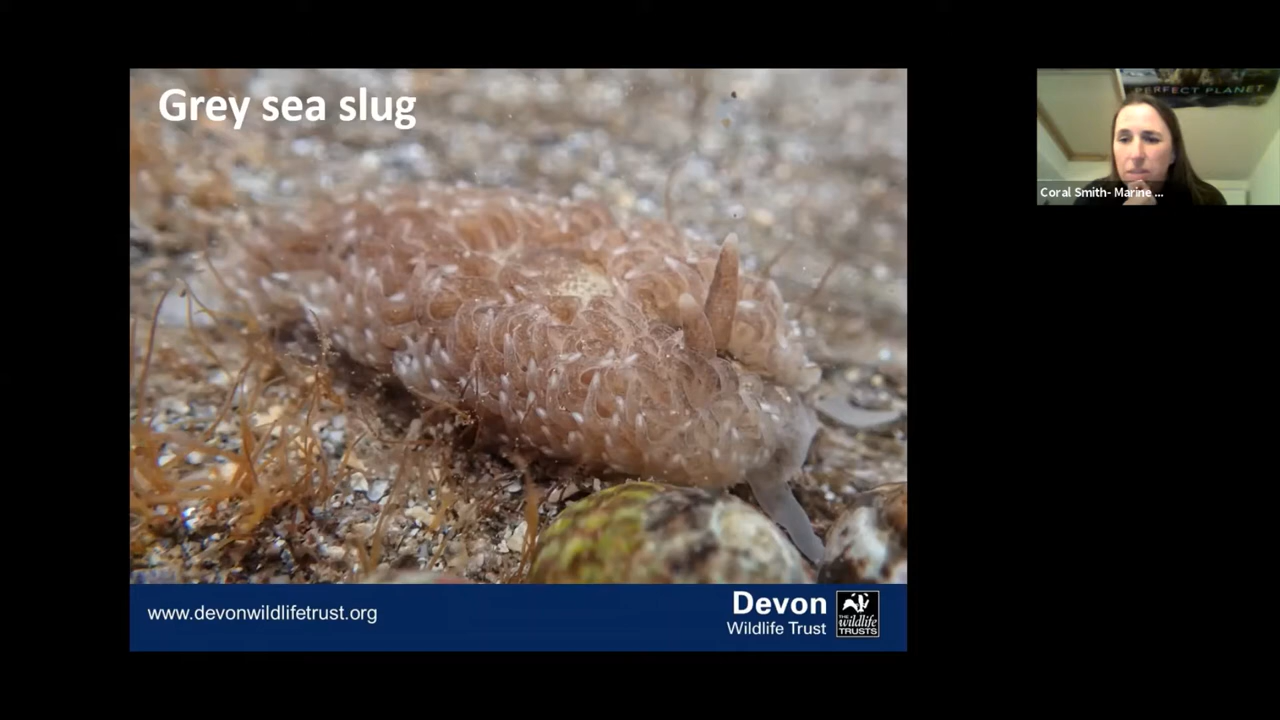 Grey sea slug
PERFECT PLANET
Coral Smith- Marine ...
www.devonwildlifetrust.org
Devon
Wildlife Trust
THE
wildlife
TRUSTS